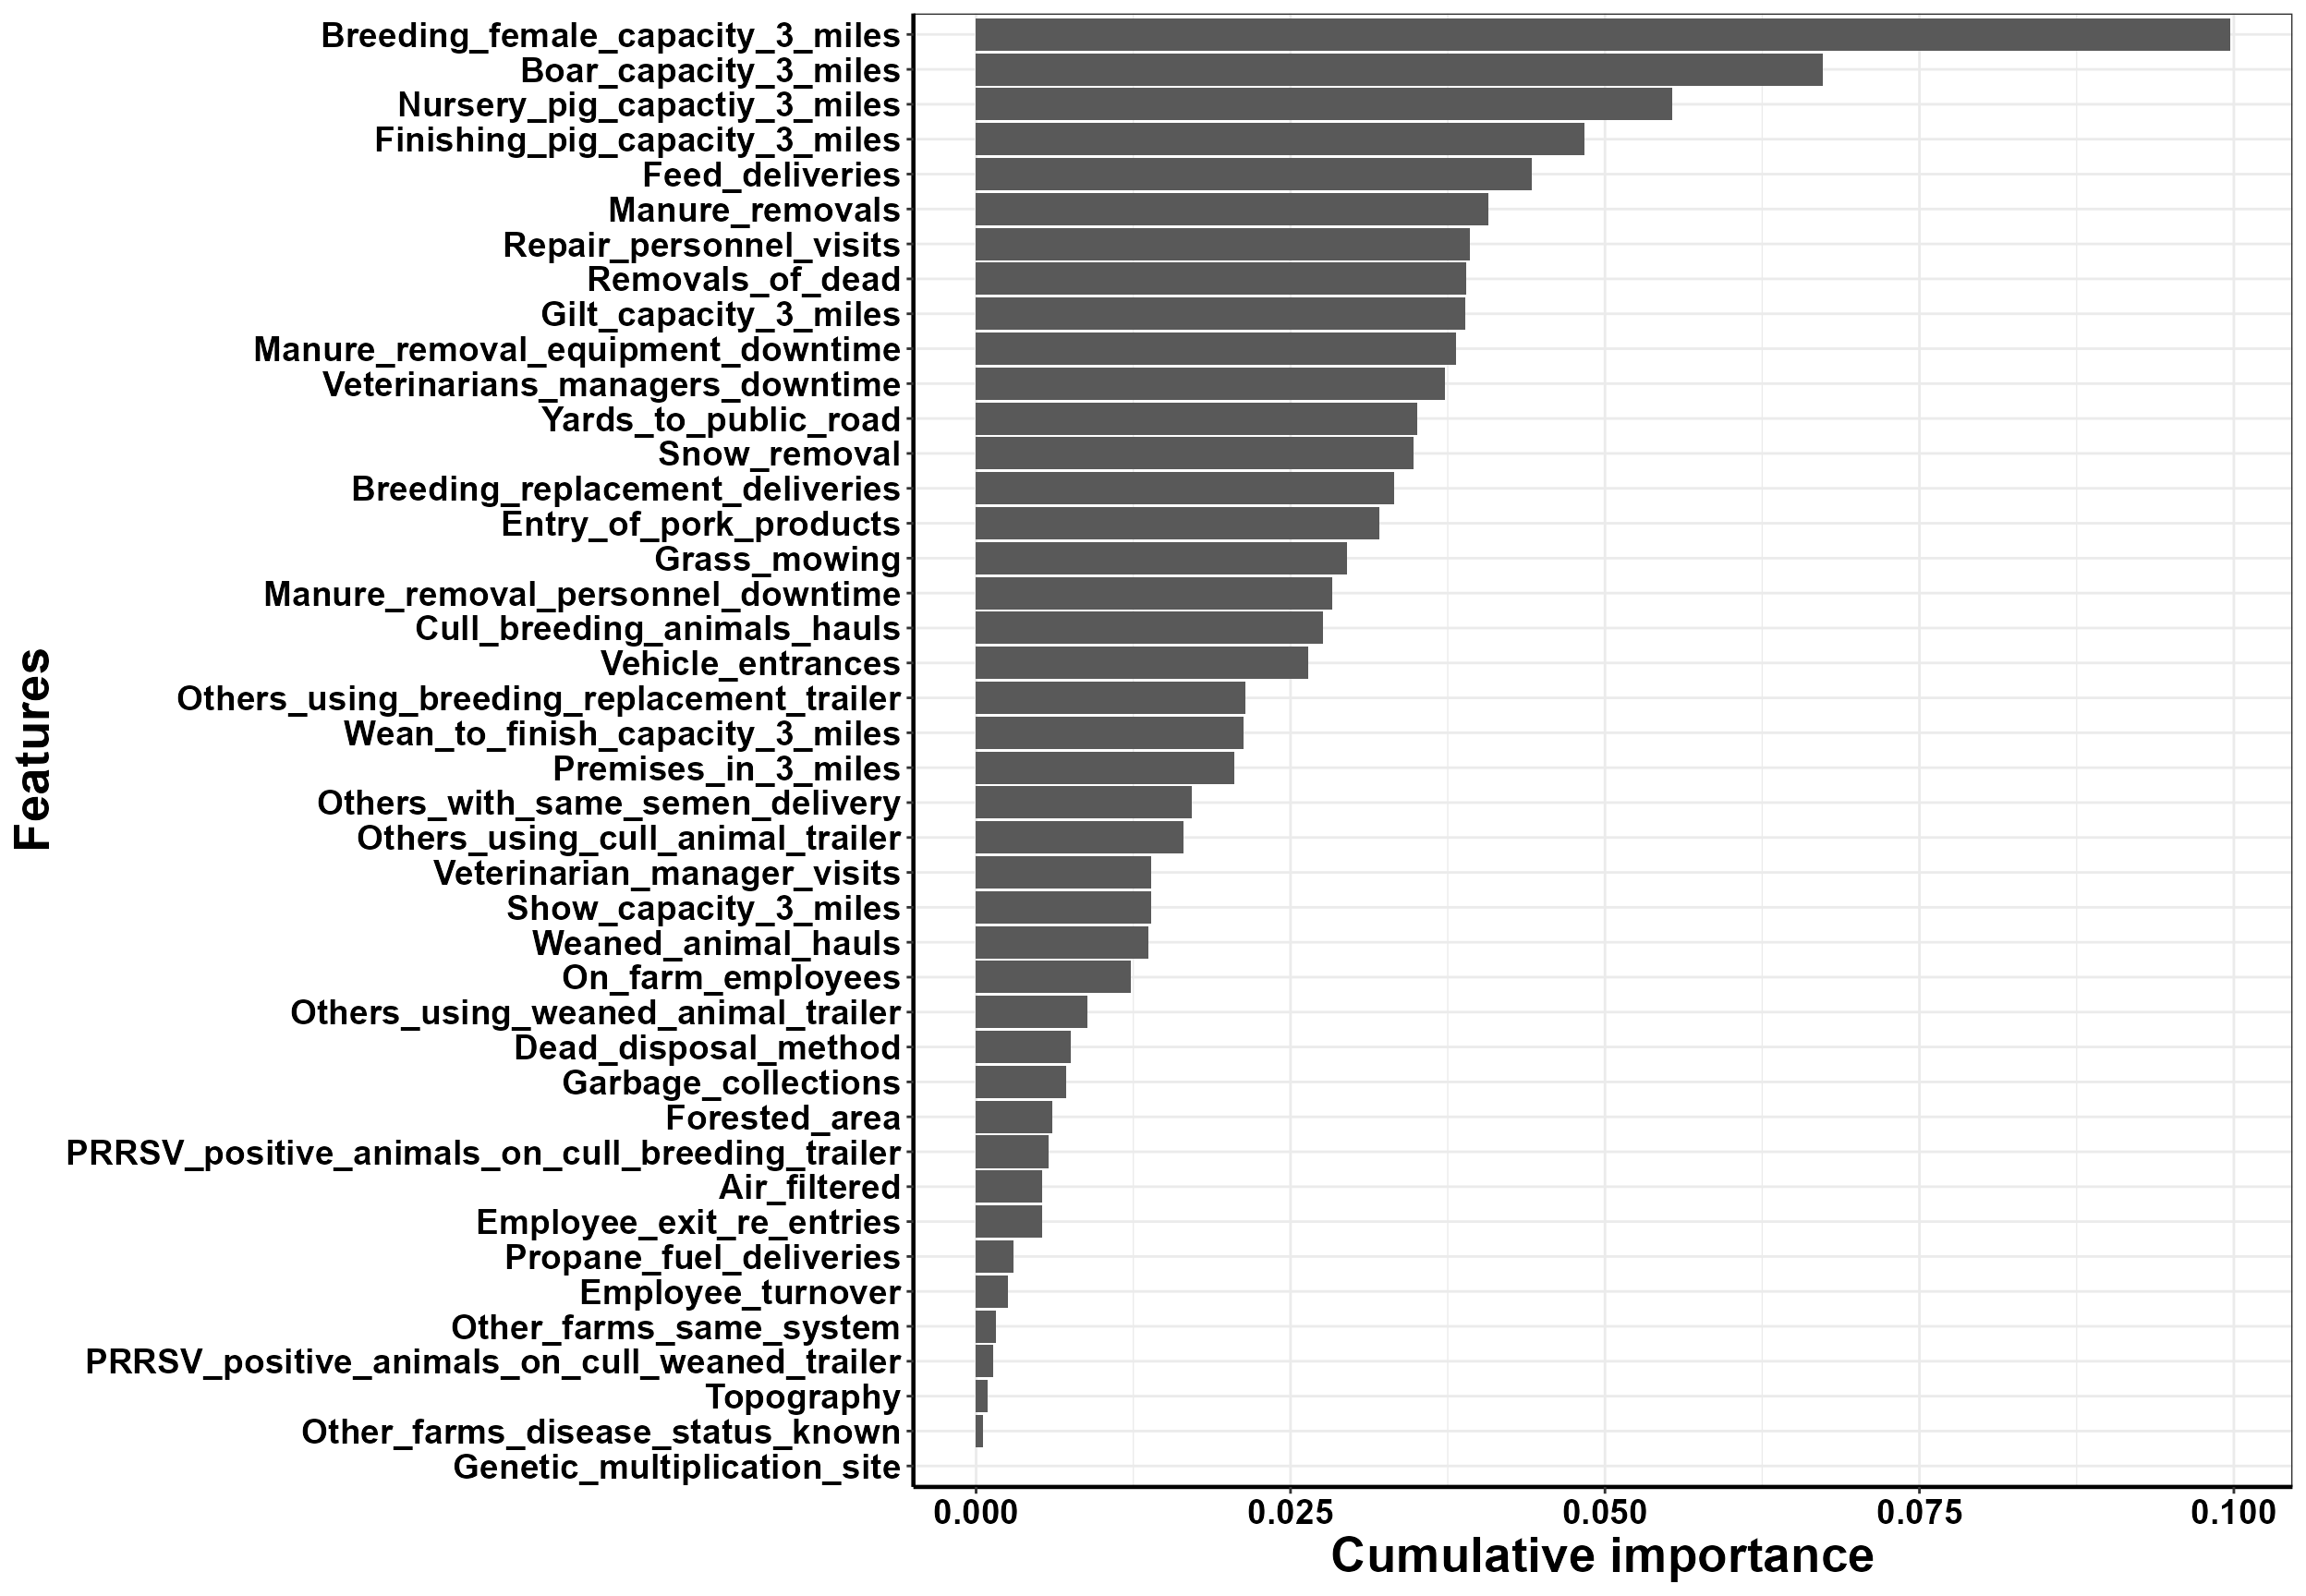 Breeding_female_capacity_3_miles
Boar_capacity_3_miles
Nursery_pig_capactiy_3_miles
Finishing_pig_capacity_3_miles
Feed_deliveries
Manure_removals
Repair_personnel_visits
Removals_of_dead
Gilt_capacity_3_miles
Manure_removal_equipment_downtime
Veterinarians_managers_downtime
Yards_to_public_road
Snow_removal
Breeding_replacement_deliveries
Entry_of_pork_products
Grass_mowing
Manure_removal_personnel_downtime
Cull_breeding_animals_hauls
Vehicle_entrances
Others_using_breeding_replacement_trailer
Wean_to_finish_capacity_3_miles
Premises_in_3_miles
Others_with_same_semen_delivery
Others_using_cull_animal_trailer
Veterinarian_manager_visits
Show_capacity_3_miles
Weaned_animal_hauls
On_farm_employees
Others_using_weaned_animal_trailer
Dead_disposal_method
Garbage_collections
Forested_area
PRRSV_positive_animals_on_cull_breeding_trailer
Air_filtered
Employee_exit_re_entries
Propane_fuel_deliveries
Employee_turnover
Other_farms_same_system
PRRSV_positive_animals_on_cull_weaned_trailer
Topography
Other_farms_disease_status_known
Genetic_multiplication_site
Features
0.000 0.025 0.050 0.075 0.100
Cumulative importance